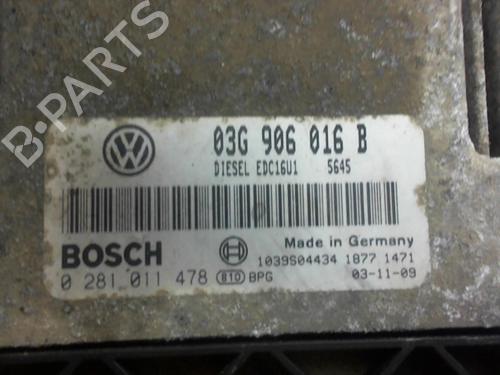 B-PARTS
03G 906 016 B
DIESEL EDC16U1 5645
BOSCH
Made in Germany
1039S04434 1877 1471
0 281 011 478 810 BPG 03-11-09